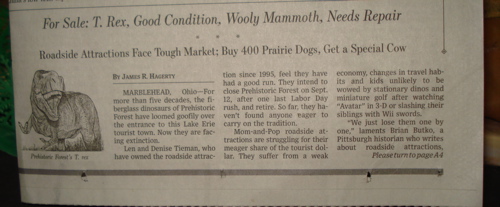 For Sale: T. Rex, Good Condition, Wooly Mammoth, Needs Repair
Roadside Attractions Face Tough Market; Buy 400 Prairie Dogs, Get a Special Cow
BY JAMES R. HAGERTY
MARBLEHEAD, Ohio—For
more than five decades, the fi-
berglass dinosaurs of Prehistoric
Forest have loomed goofily over
the entrance to this Lake Erie
tourist town. Now they are fac-
ing extinction.
Len and Denise Tieman, who
have owned the roadside attrac-
Prehistoric Forest's T. rex
tion since 1995, feel they have
had a good run. They intend to
close Prehistoric Forest on Sept.
12, after one last Labor Day
rush, and retire. So far, they ha-
ven't found anyone eager to
carry on the tradition.
Mom-and-Pop roadside at-
tractions are struggling for their
meager share of the tourist dol-
lar. They suffer from a weak
economy, changes in travel hab-
its and kids unlikely to be
wowed by stationary dinos and
miniature golf after watching
"Avatar" in 3-D or slashing their
siblings with Wii swords.
"We just lose them one by
one," laments Brian Butko, a
Pittsburgh historian who writes
about roadside attractions,
Please turn to page A4